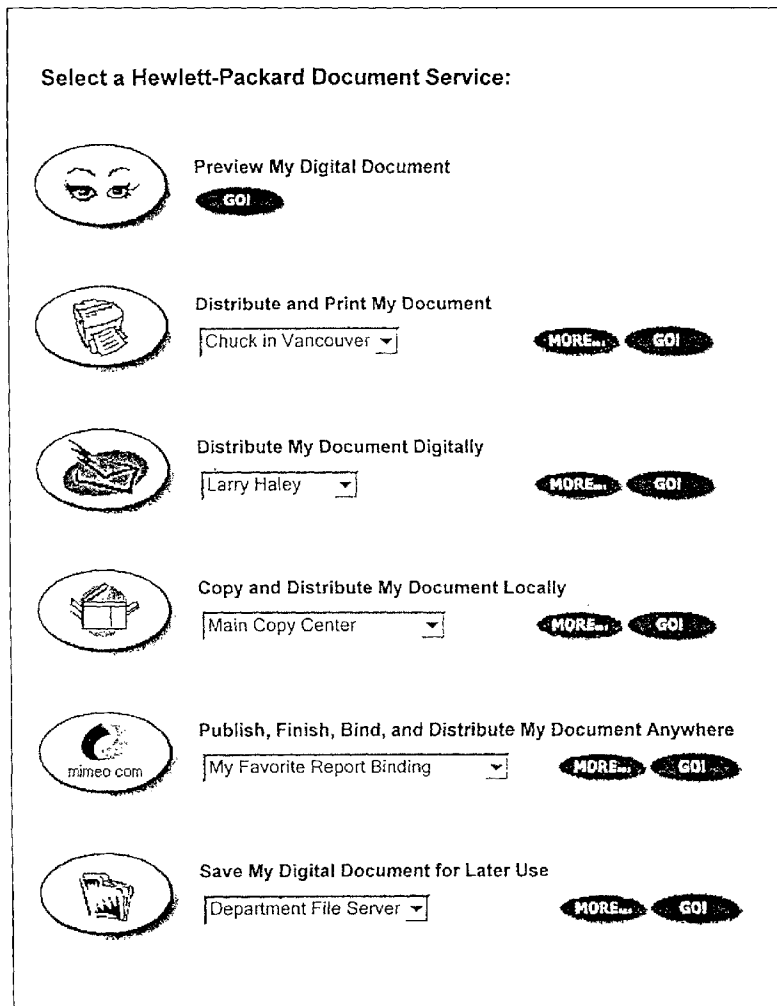 Select a Hewlett-Packard Document Service:
Preview My Digital Document
GO!
Distribute and Print My Document
Chuck in Vancouver
MORE... GO!
Distribute My Document Digitally
Larry Haley
MORE... GO!
Copy and Distribute My Document Locally
Main Copy Center
MORE... GO!
Publish, Finish, Bind, and Distribute My Document Anywhere
mimeo com
My Favorite Report Binding
MORE... GO!
Save My Digital Document for Later Use
Department File Server
MORE... GO!